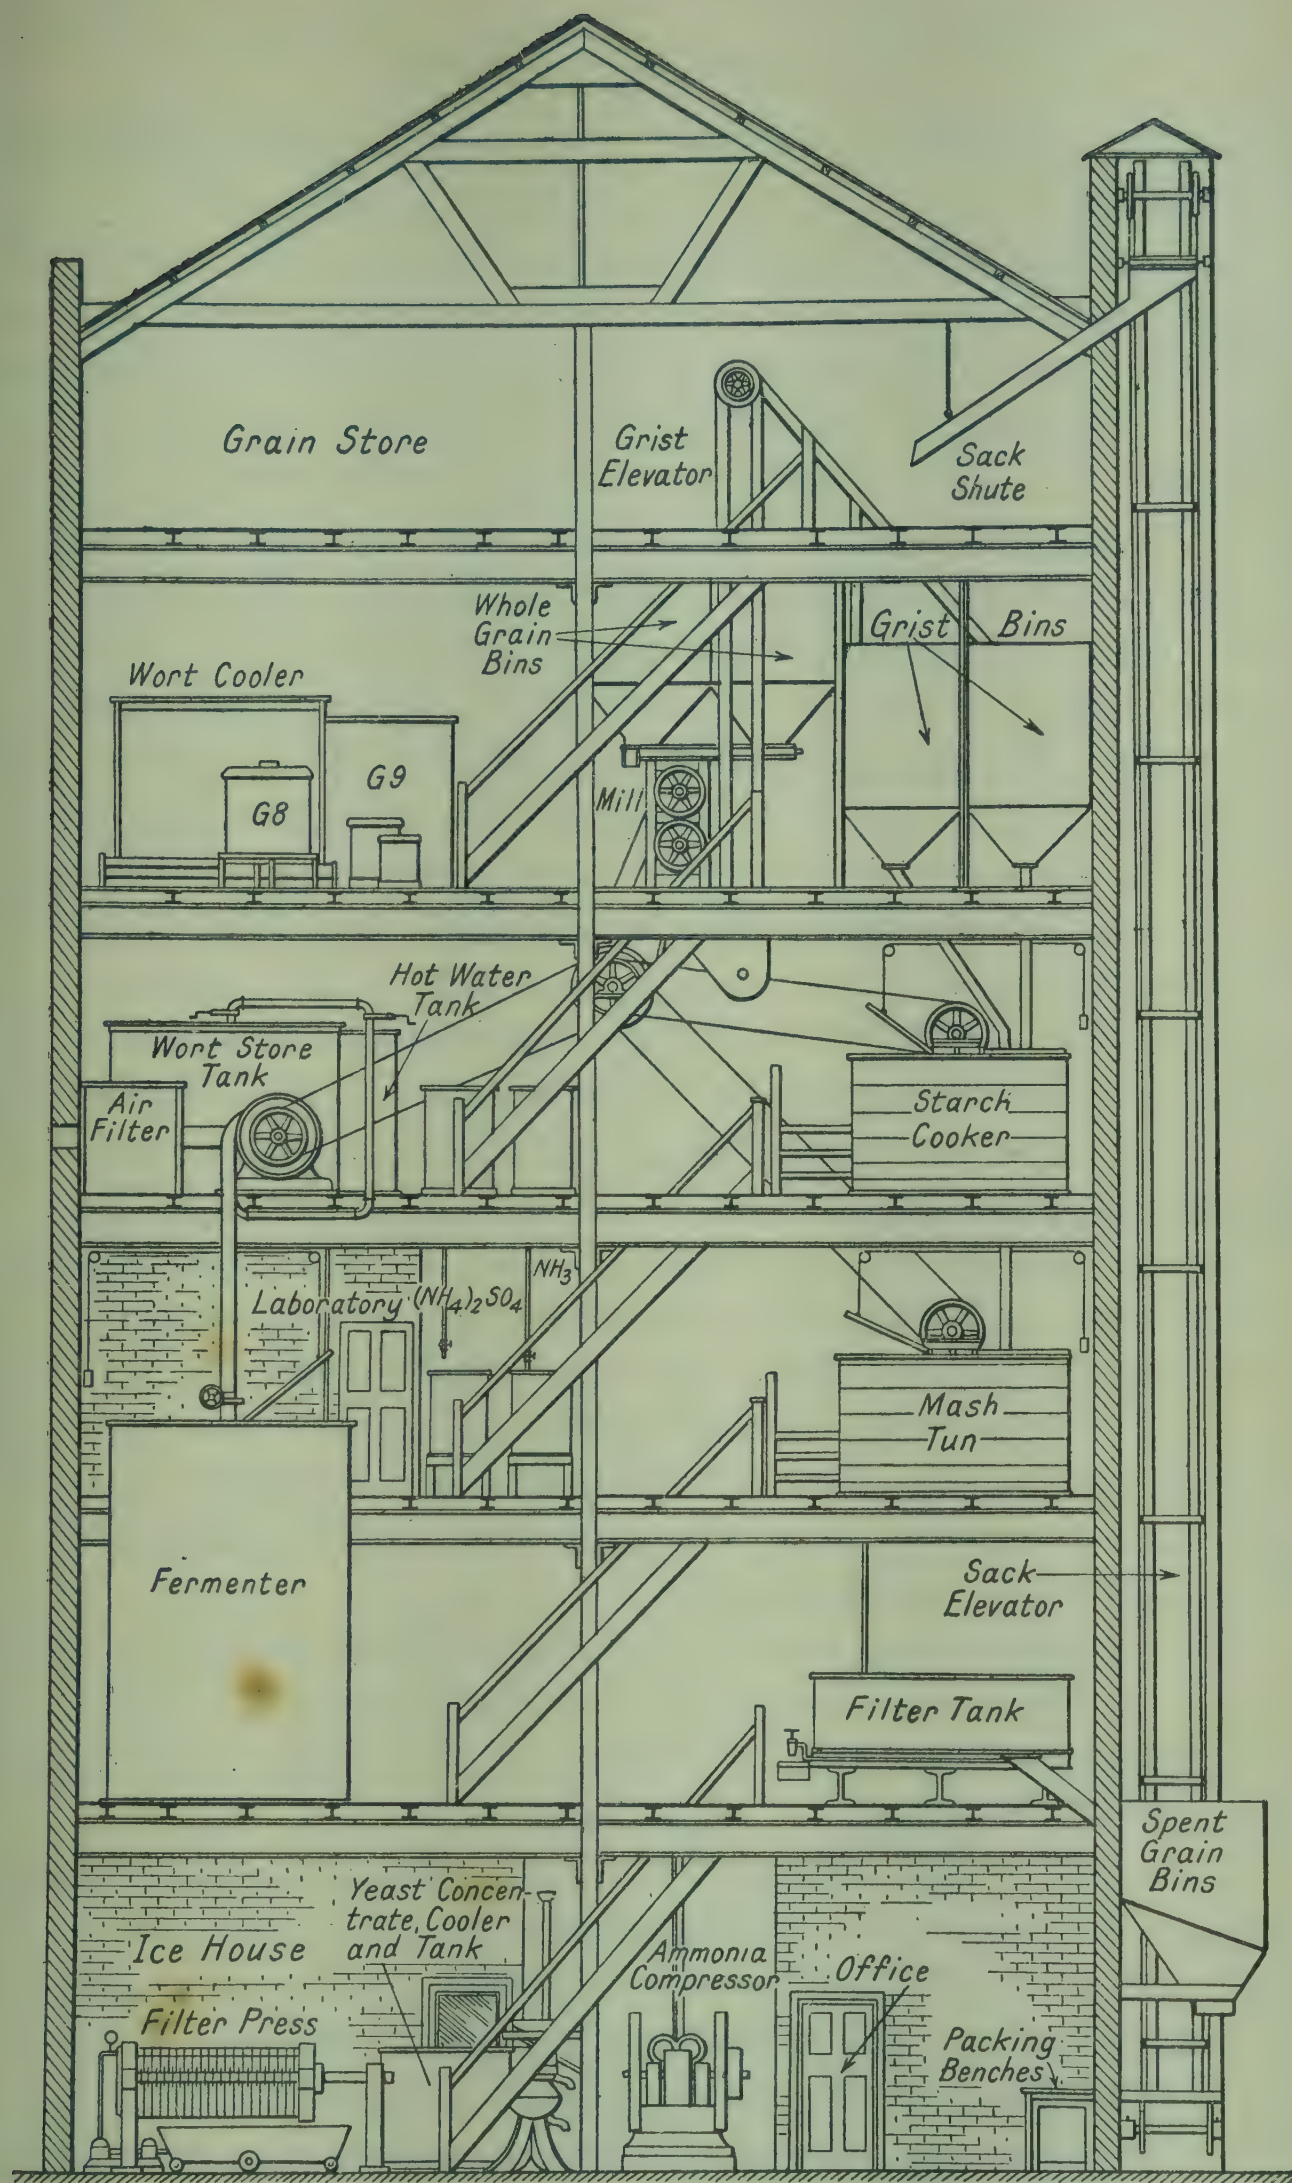 Grain Store
Grist
Elevator
Sack
Shute
Whole
Grain
Bins
Grist Bins
Wort Cooler
G9
G8
Mill
Hot Water
Tank
Wort Store
Tank
Air
Filter
Starch
Cooker
NH3
Laboratory
(NH4)2SO4
Mash
Tun
Fermenter
Sack
Elevator
Filter Tank
Spent
Grain
Bins
Yeast Concen-
trate, Cooler
and Tank
Ice House
Ammonia
Compressor
Office
Filter Press
Packing
Benches